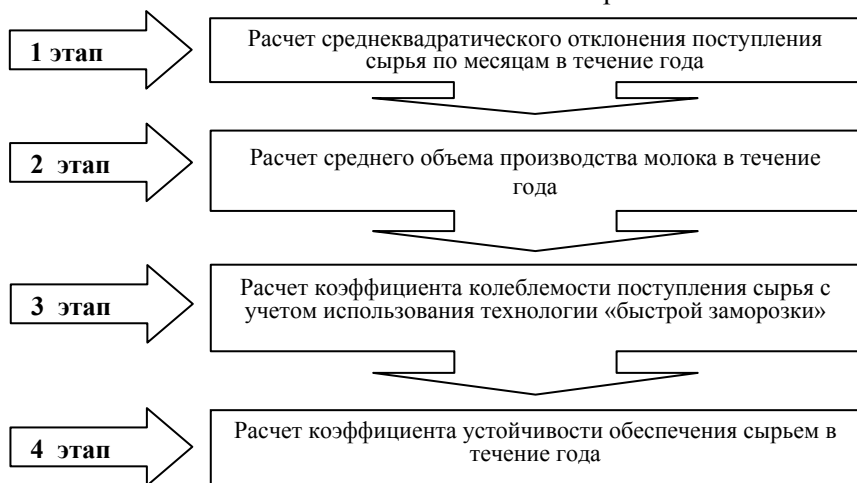 1 этап
Расчет среднеквадратического отклонения поступления
сырья по месяцам в течение года
2 этап
Расчет среднего объема производства молока в течение
года
3 этап
Расчет коэффициента колеблемости поступления сырья с
учетом использования технологии «быстрой заморозки»
4 этап
Расчет коэффициента устойчивости обеспечения сырьем в
течение года